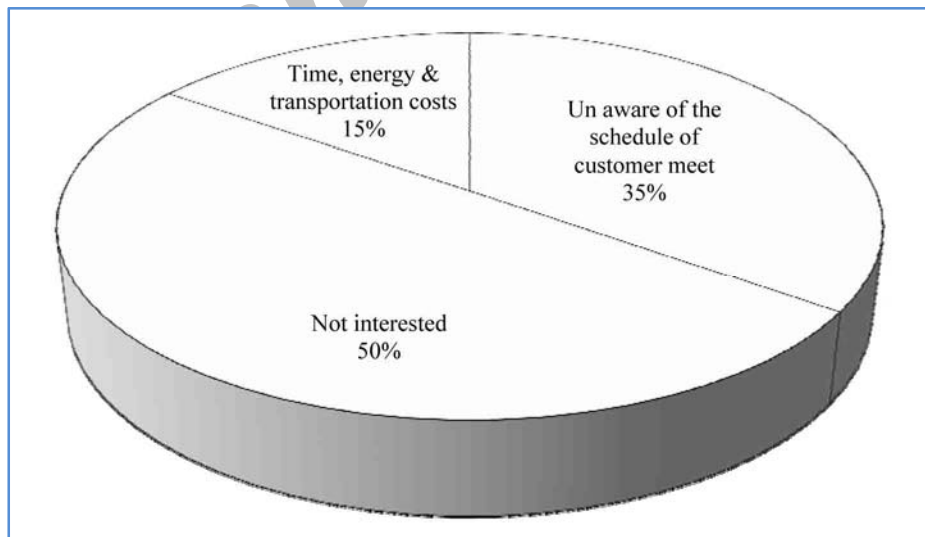 Time, energy &
transportation costs
15%
Un aware of the
schedule of
customer meet
35%
Not interested
50%